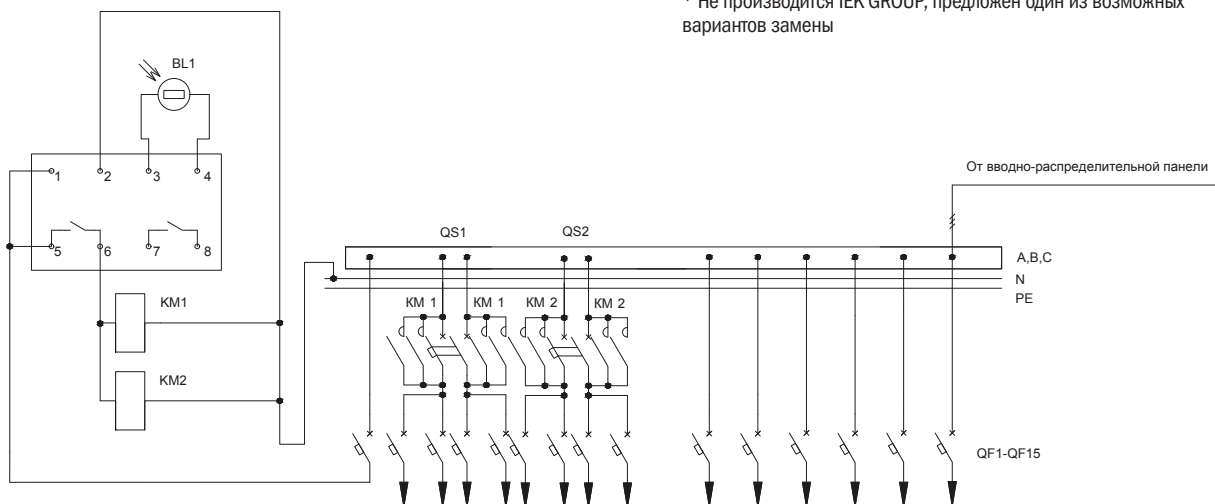 * Не производится IEK GROUP, предложен один из возможных
вариантов замены
BL1
1 2 3 4
5 6 7 8
От вводно-распределительной панели
QS1 QS2
A,B,C
N
PE
KM1
KM 1 KM 1 KM 2 KM 2
KM2
QF1-QF15